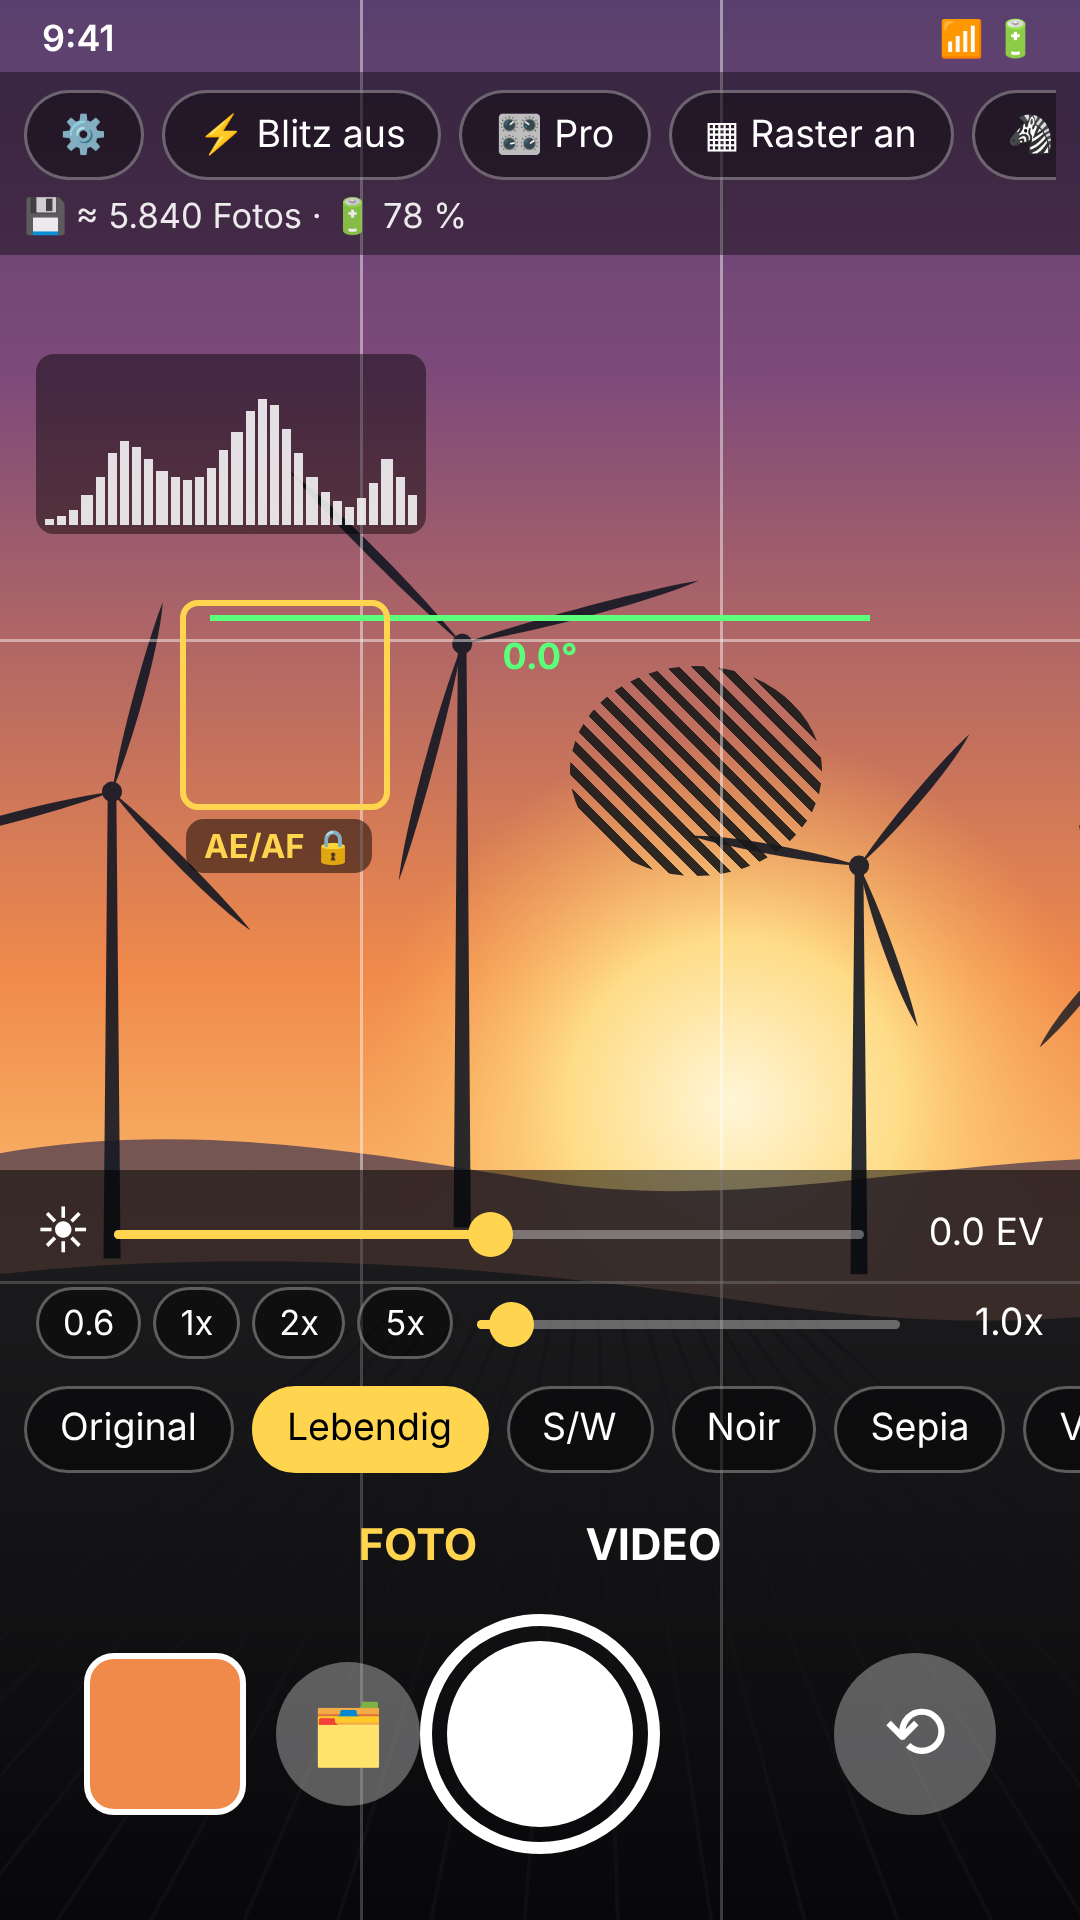 9:41
Blitz aus
Pro
Raster an
≈ 5.840 Fotos · 78 %
0.0°
AE/AF
0.0 EV
0.6 1x 2x 5x 1.0x
Original Lebendig S/W Noir Sepia
FOTO VIDEO